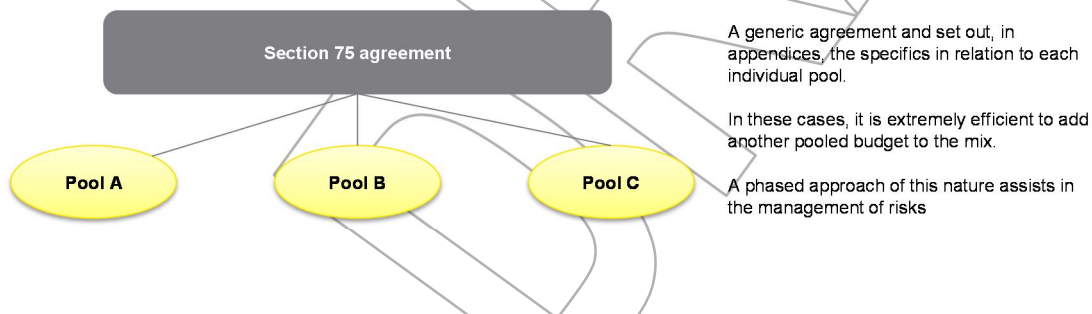 Section 75 agreement
Pool A
Pool B
Pool C
A generic agreement and set out, in
appendices, the specifics in relation to each
individual pool.
In these cases, it is extremely efficient to add
another pooled budget to the mix.
A phased approach of this nature assists in
the management of risks